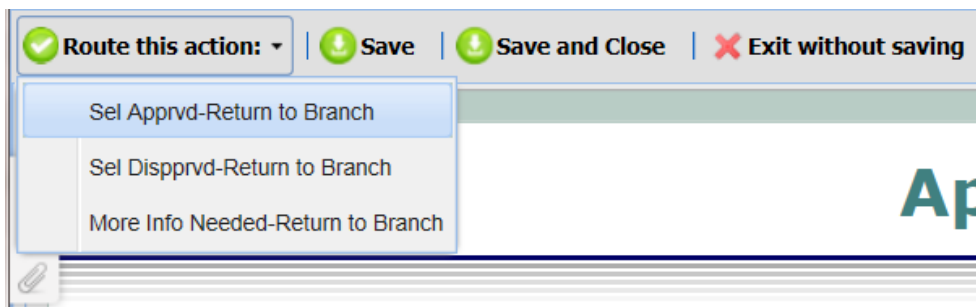 Route this action: Save Save and Close Exit without saving
Sel Apprvd-Return to Branch
Sel Dispprvd-Return to Branch
More Info Needed-Return to Branch
Ap